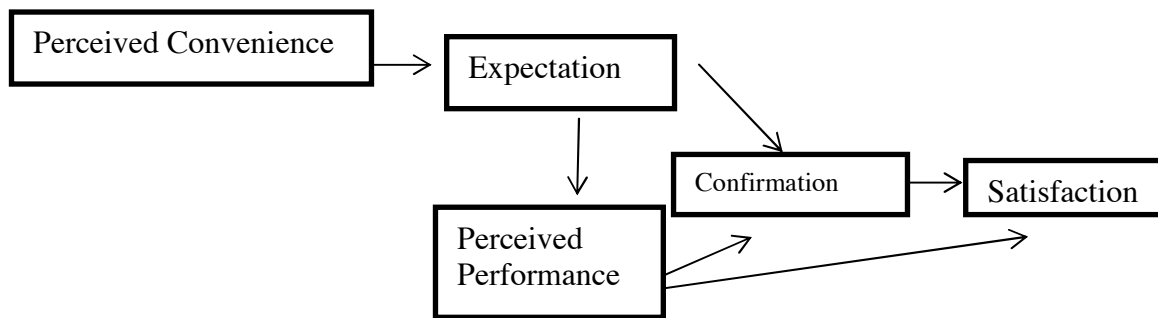 Perceived Convenience
Expectation
Confirmation
Satisfaction
Perceived
Performance